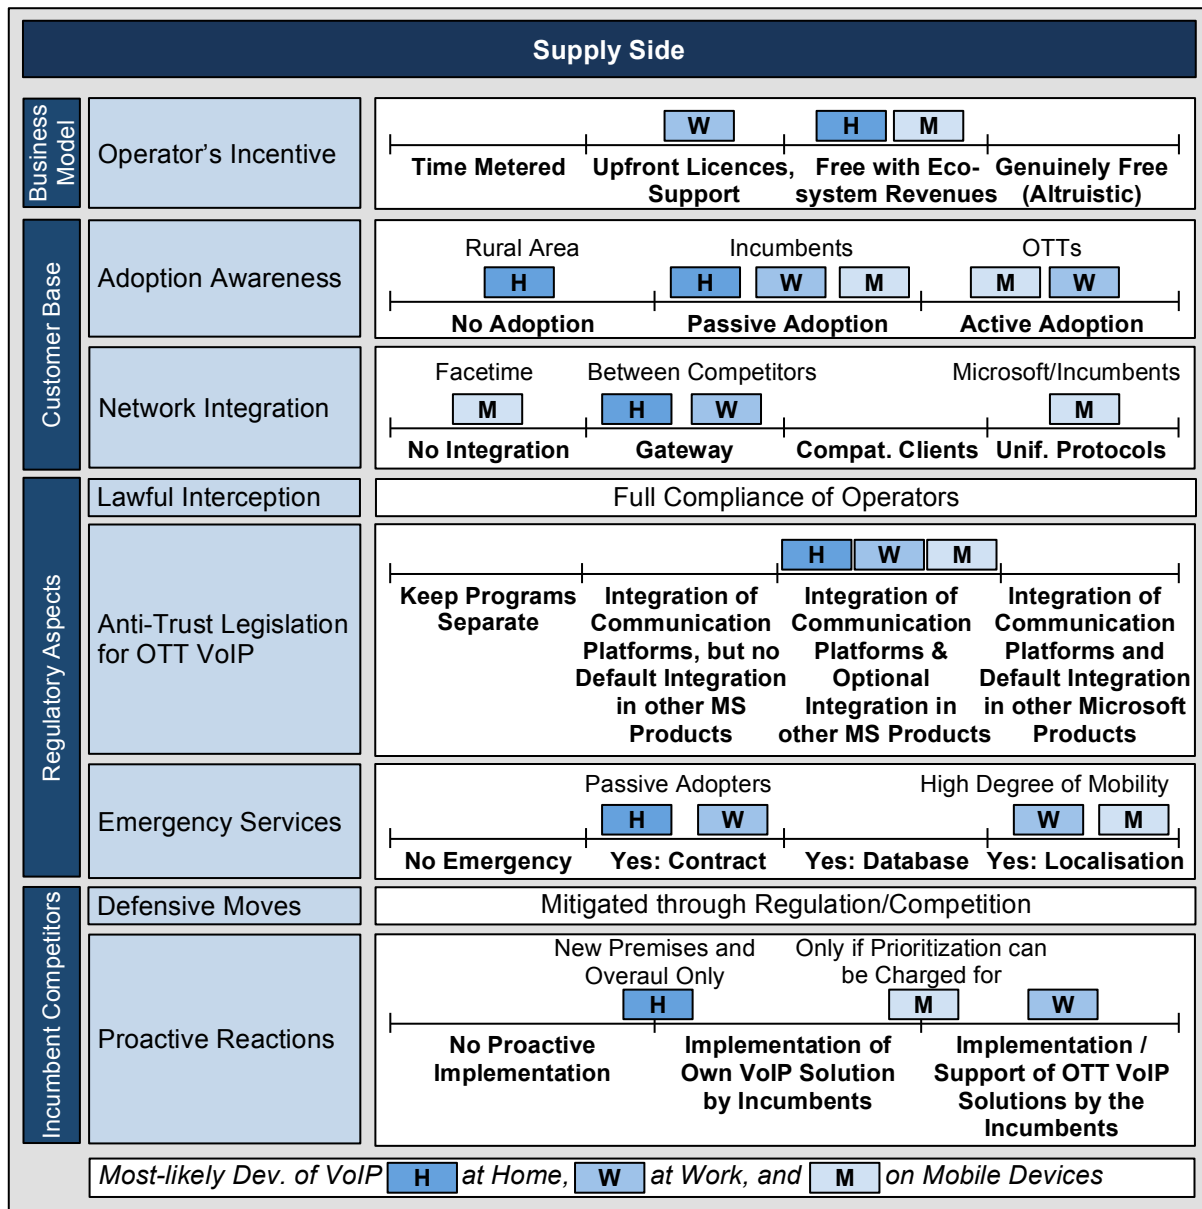 Supply Side
Business
Model
Operator's Incentive
W
H
M
Time Metered
Upfront Licences,
Support
Free with Eco-
system Revenues
Genuinely Free
(Altruistic)
Customer Base
Adoption Awareness
Rural Area
Incumbents
OTTs
H
H
W
M
M
W
No Adoption
Passive Adoption
Active Adoption
Network Integration
Facetime
Between Competitors
Microsoft/Incumbents
M
H
W
M
No Integration
Gateway
Compat. Clients
Unif. Protocols
Regulatory Aspects
Lawful Interception
Full Compliance of Operators
Anti-Trust Legislation
for OTT VoIP
H
W
M
Keep Programs
Separate
Integration of
Communication
Platforms, but no
Default Integration
in other MS
Products
Integration of
Communication
Platforms &
Optional
Integration in
other MS Products
Integration of
Communication
Platforms and
Default Integration
in other Microsoft
Products
Emergency Services
Passive Adopters
High Degree of Mobility
H
W
W
M
No Emergency
Yes: Contract
Yes: Database
Yes: Localisation
Incumbent Competitors
Defensive Moves
Mitigated through Regulation/Competition
Proactive Reactions
New Premises and
Overaul Only
Only if Prioritization can
be Charged for
H
M
W
No Proactive
Implementation
Implementation of
Own VoIP Solution
by Incumbents
Implementation /
Support of OTT VoIP
Solutions by the
Incumbents
Most-likely Dev. of VoIP H at Home, W at Work, and M on Mobile Devices